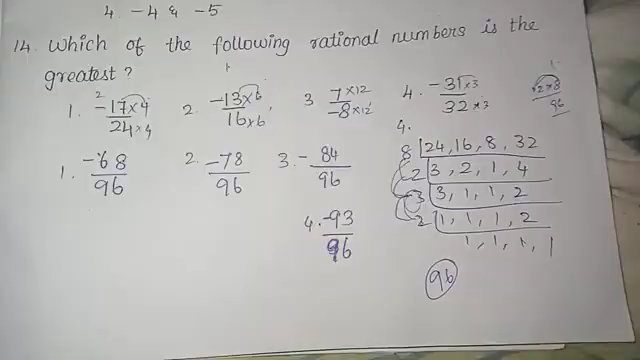 4. -4 & -5
14. Which of the following rational numbers is the
greatest?
1. -17×4/24×4 2. -13×6/16×6 3 7×12/-8×12 4. -31×3/32×3
4.
1. -68/96 2. -78/96 3. -84/96
4. -93/96
8 | 24, 16, 8, 32
2 | 3, 2, 1, 4
3 | 3, 1, 1, 2
2 | 1, 1, 1, 2
1, 1, 1, 1
96